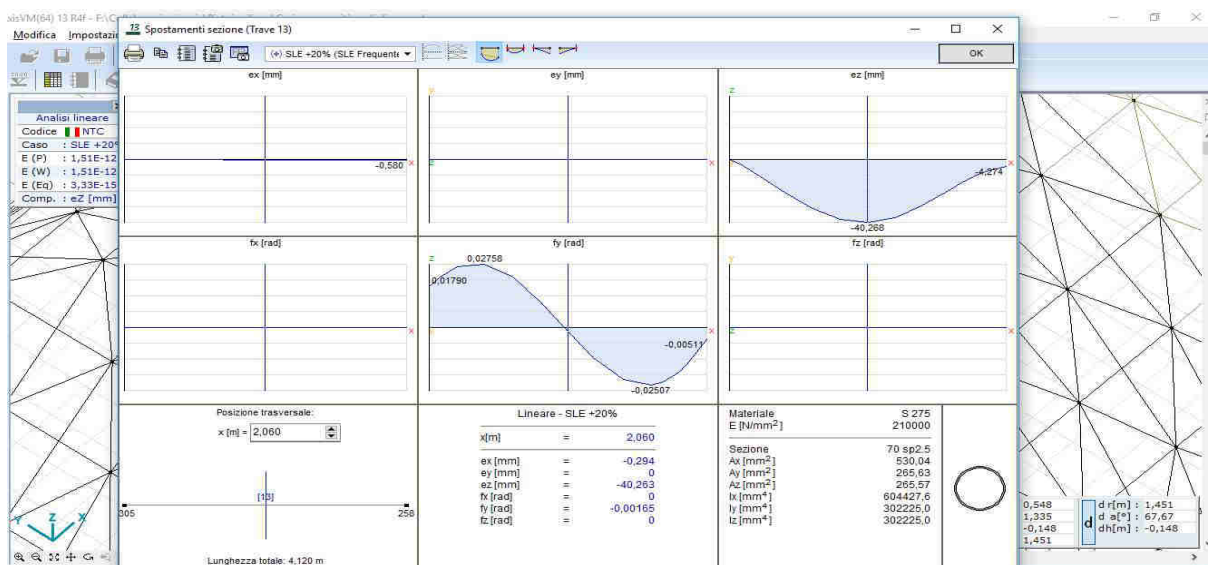 xisVM(64) 13 R4f - F:\C
13 Spostamenti sezione (Trave 13)
Modifica
SLE +20% (SLE Frequent
OK
ex [mm]
ey [mm]
ez [mm]
Analisi lineare
Codice NTC
Caso : SLE +20%
E (P) : 1,51E-12
E (W) : 1,51E-12
E (Eq) : 3,33E-15
Comp. : eZ [mm]
-0,580
x
y
z
x
z
x
-4,274
-40,268
fx [rad]
fy [rad]
fz [rad]
x
z
0,02758
0,01790
x
-0,00511
-0,02507
y
z
x
Posizione trasversale:
x [m] = 2,060
[13]
305
258
Lunghezza totale: 4,120 m
Lineare - SLE +20%
x[m] = 2,060
ex [mm] = -0,294
ey [mm] = 0
ez [mm] = -40,263
fx [rad] = 0
fy [rad] = -0,00165
fz [rad] = 0
Materiale S 275
E [N/mm²] 210000
Sezione 70 sp2.5
Ax [mm²] 530,04
Ay [mm²] 265,63
Az [mm²] 265,57
Ix [mm⁴] 604427,6
Iy [mm⁴] 302225,0
Iz [mm⁴] 302225,0
Y Z X
0,548 d r[m] : 1,451
1,335 d d a[°] : 67,67
-0,148 dh[m] : -0,148
1,451